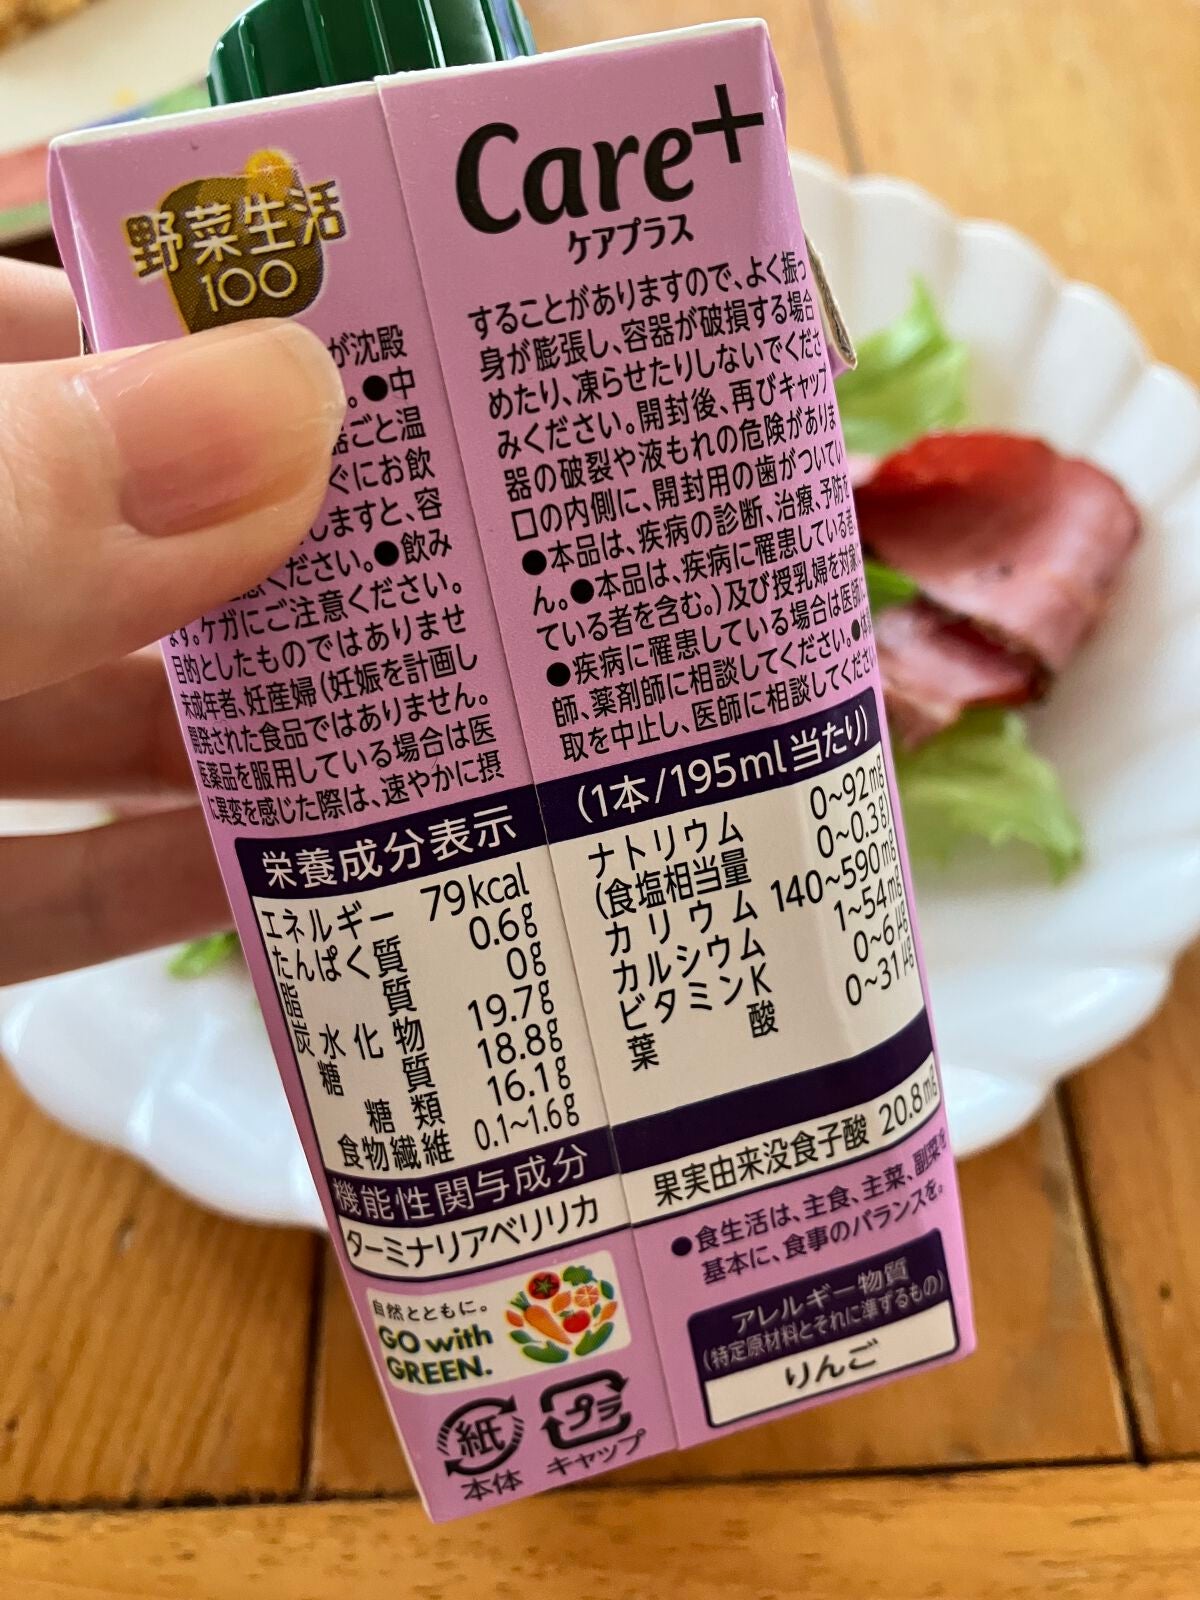 野菜生活
100
Care+
ケアプラス
が沈殿することがありますので、よく振っ
。●中身が膨張し、容器が破損する場合
器ごと温めたり、凍らせたりしないでくださ
ぐにお飲みください。開封後、再びキャップ
しますと、容器の破裂や液もれの危険がありま
ください。●飲み口の内側に、開封用の歯がついてい
ます。ケガにご注意ください。●本品は、疾病の診断、治療、予防を
目的としたものではありません。●本品は、疾病に罹患している者、
未成年者、妊産婦(妊娠を計画している者を含む。)及び授乳婦を対象に
開発された食品ではありません。●疾病に罹患している場合は医師に
医薬品を服用している場合は医師、薬剤師に相談してください。●体調
に異変を感じた際は、速やかに摂取を中止し、医師に相談してください。
栄養成分表示 (1本/195ml当たり)
エネルギー 79kcal
たんぱく質 0.6g
脂質 0g
炭水化物 19.7g
糖質 18.8g
糖類 16.1g
食物繊維 0.1~1.6g
ナトリウム 0~92mg
(食塩相当量 0~0.3g)
カリウム 140~590mg
カルシウム 1~54mg
ビタミンK 0~6μg
葉酸 0~31μg
機能性関与成分
ターミナリアベリリカ果実由来没食子酸 20.8mg
自然とともに。
GO with
GREEN.
紙
本体
プラ
キャップ
●食生活は、主食、主菜、副菜を
基本に、食事のバランスを。
アレルギー物質
(特定原材料とそれに準ずるもの)
りんご